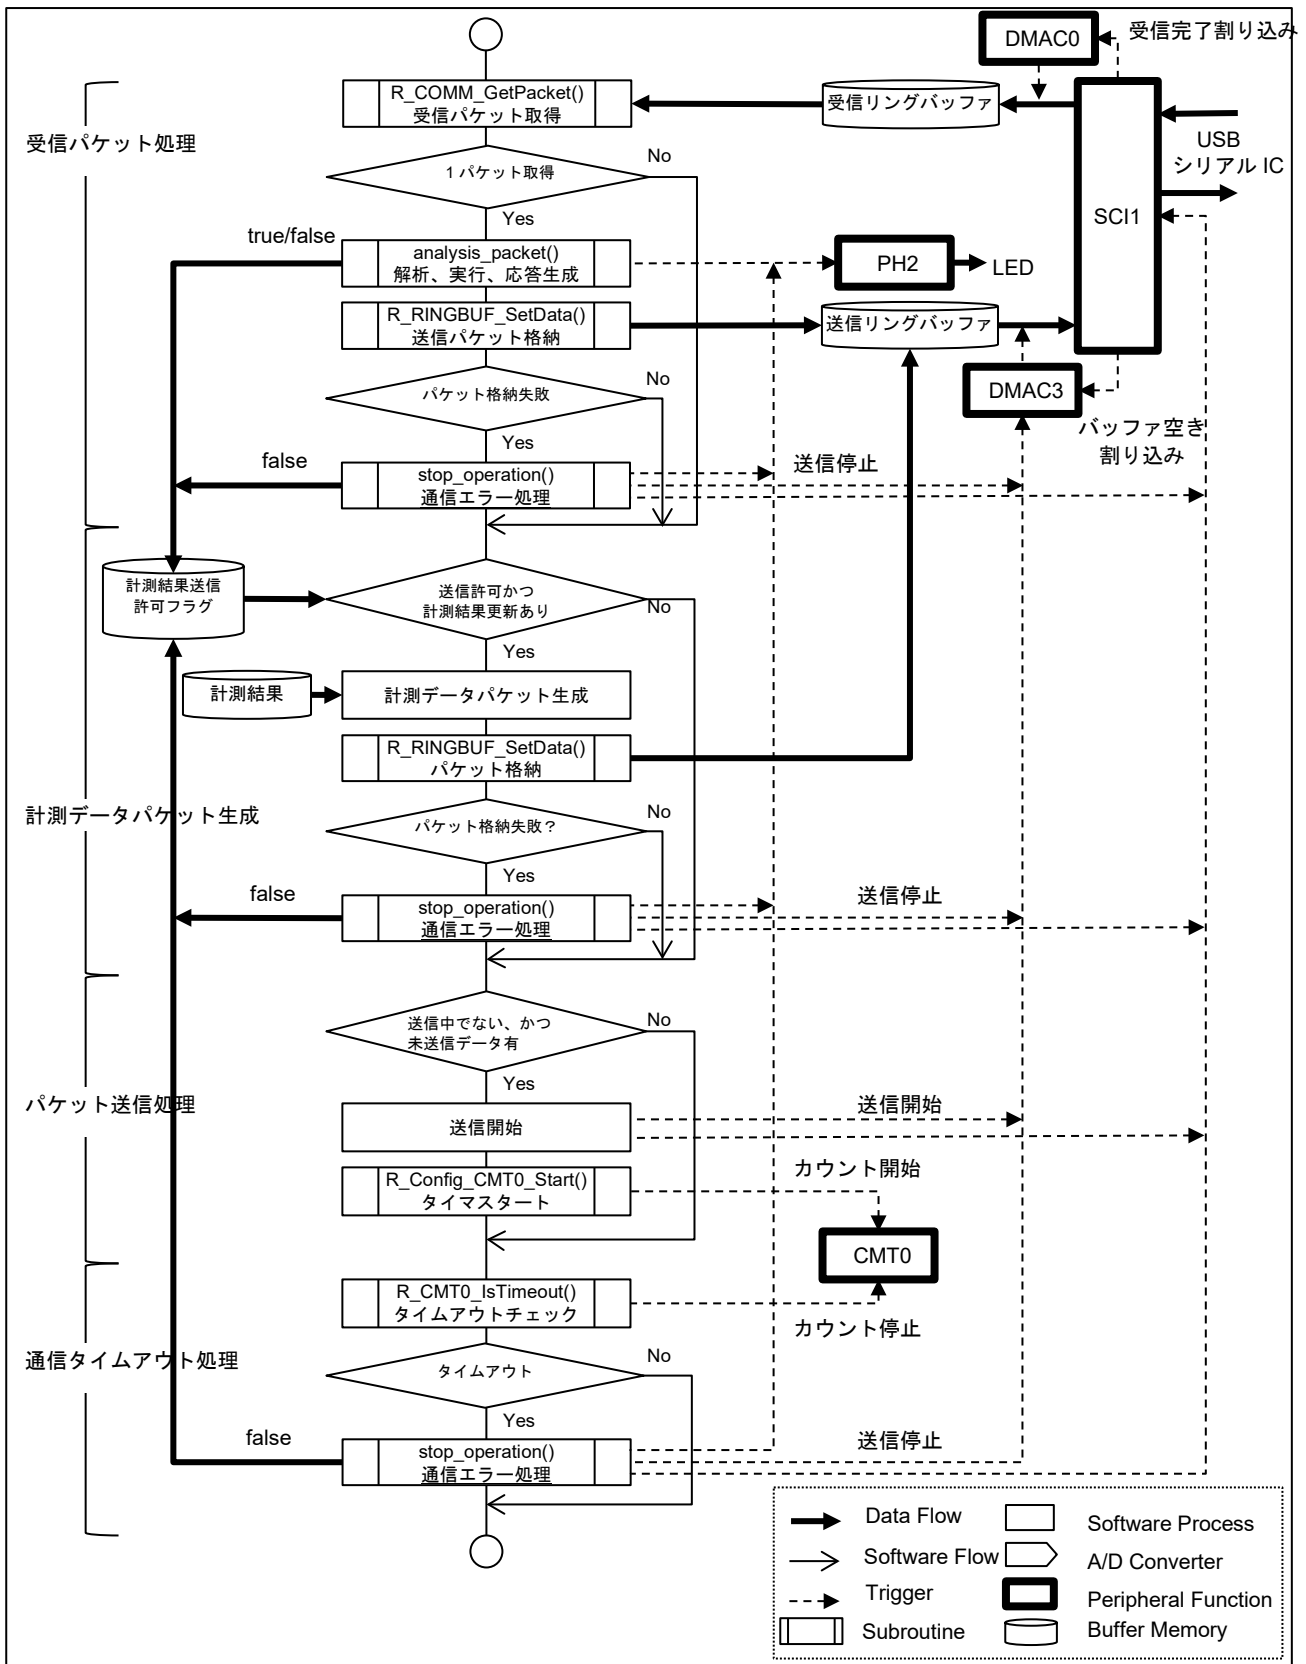 DMAC0
受信完了割り込み
R_COMM_GetPacket()
受信パケット取得
受信リングバッファ
受信パケット処理
USB
シリアル IC
No
1 パケット取得
Yes
SCI1
true/false
analysis_packet()
解析、実行、応答生成
PH2
LED
R_RINGBUF_SetData()
送信パケット格納
送信リングバッファ
No
パケット格納失敗
DMAC3
Yes
バッファ空き
割り込み
false
stop_operation()
通信エラー処理
送信停止
計測結果送信
許可フラグ
送信許可かつ
計測結果更新あり
No
Yes
計測結果
計測データパケット生成
R_RINGBUF_SetData()
パケット格納
計測データパケット生成
No
パケット格納失敗？
Yes
false
stop_operation()
通信エラー処理
送信停止
送信中でない、かつ
未送信データ有
No
Yes
パケット送信処理
送信開始
送信開始
R_Config_CMT0_Start()
タイマスタート
カウント開始
CMT0
R_CMT0_IsTimeout()
タイムアウトチェック
カウント停止
通信タイムアウト処理
No
タイムアウト
Yes
false
stop_operation()
通信エラー処理
送信停止
Data Flow
Software Process
Software Flow
A/D Converter
Trigger
Peripheral Function
Subroutine
Buffer Memory